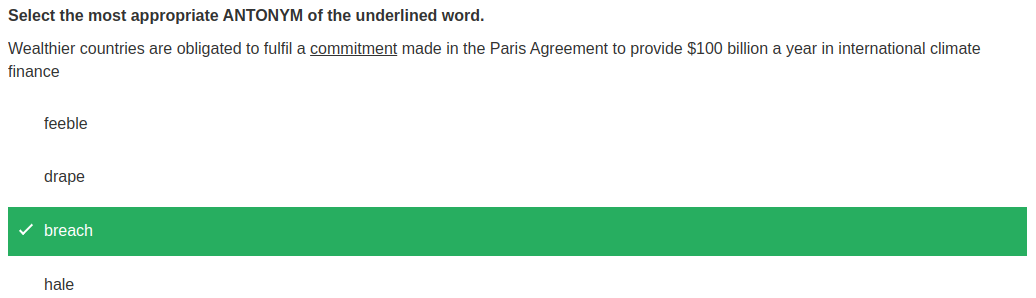 Select the most appropriate ANTONYM of the underlined word.
Wealthier countries are obligated to fulfil a commitment made in the Paris Agreement to provide $100 billion a year in international climate
finance
feeble
drape
breach
hale